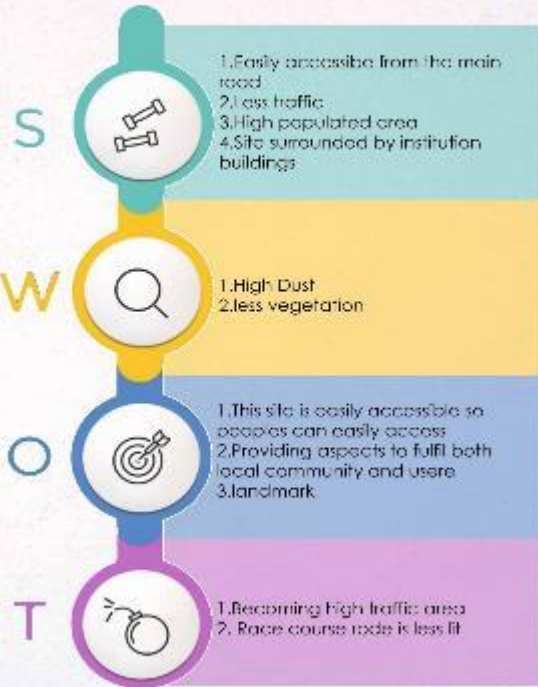 S
1.Easily accessibe from the main
road
2.Less traffic
3.High populated area
4.Site surrounded by institution
buildings
W
1.High Dust
2.less vegetation
O
1.This site is easily accessible so
peoples can easily access
2.Providing aspects to fulfil both
local community and usere
3.landmark
T
1.Becoming high traffic area
2. Race course rode is less lit